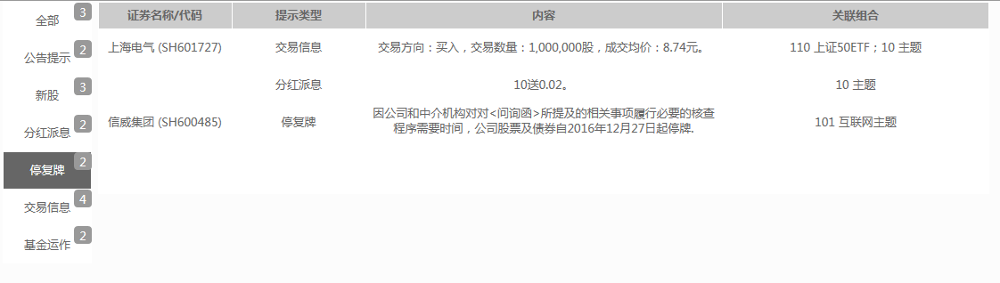 全部
3
公告提示
2
新股
3
分红派息
2
停复牌
2
交易信息
4
基金运作
2
证券名称/代码 提示类型 内容 关联组合
上海电气 (SH601727) 交易信息 交易方向：买入，交易数量：1,000,000股，成交均价：8.74元。 110 上证50ETF；10 主题
分红派息 10送0.02。 10 主题
信威集团 (SH600485) 停复牌 因公司和中介机构对对<问询函>所提及的相关事项履行必要的核查
程序需要时间，公司股票及债券自2016年12月27日起停牌. 101 互联网主题